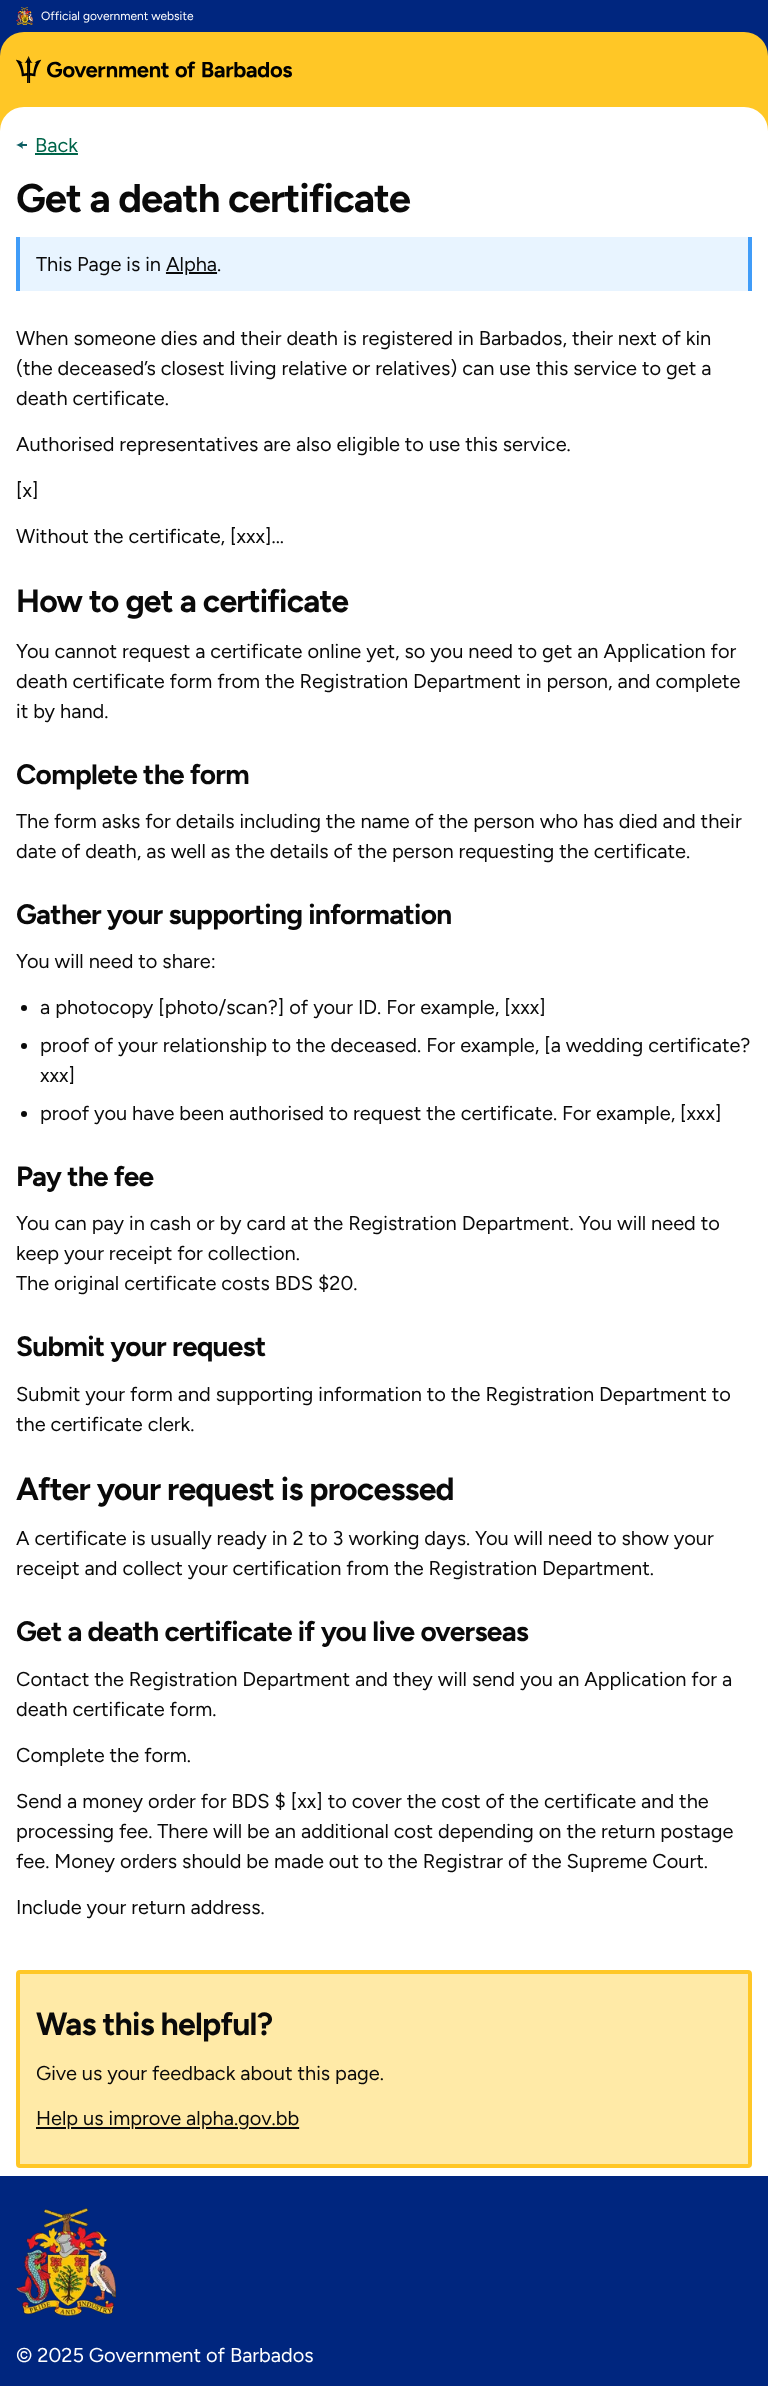 Official government website
Government of Barbados
Back
Get a death certificate
This Page is in Alpha.
When someone dies and their death is registered in Barbados, their next of kin
(the deceased’s closest living relative or relatives) can use this service to get a
death certificate.
Authorised representatives are also eligible to use this service.
[x]
Without the certificate, [xxx]...
How to get a certificate
You cannot request a certificate online yet, so you need to get an Application for
death certificate form from the Registration Department in person, and complete
it by hand.
Complete the form
The form asks for details including the name of the person who has died and their
date of death, as well as the details of the person requesting the certificate.
Gather your supporting information
You will need to share:
• a photocopy [photo/scan?] of your ID. For example, [xxx]
• proof of your relationship to the deceased. For example, [a wedding certificate?
xxx]
• proof you have been authorised to request the certificate. For example, [xxx]
Pay the fee
You can pay in cash or by card at the Registration Department. You will need to
keep your receipt for collection.
The original certificate costs BDS $20.
Submit your request
Submit your form and supporting information to the Registration Department to
the certificate clerk.
After your request is processed
A certificate is usually ready in 2 to 3 working days. You will need to show your
receipt and collect your certification from the Registration Department.
Get a death certificate if you live overseas
Contact the Registration Department and they will send you an Application for a
death certificate form.
Complete the form.
Send a money order for BDS $ [xx] to cover the cost of the certificate and the
processing fee. There will be an additional cost depending on the return postage
fee. Money orders should be made out to the Registrar of the Supreme Court.
Include your return address.
Was this helpful?
Give us your feedback about this page.
Help us improve alpha.gov.bb
PRIDE AND INDUSTRY
© 2025 Government of Barbados